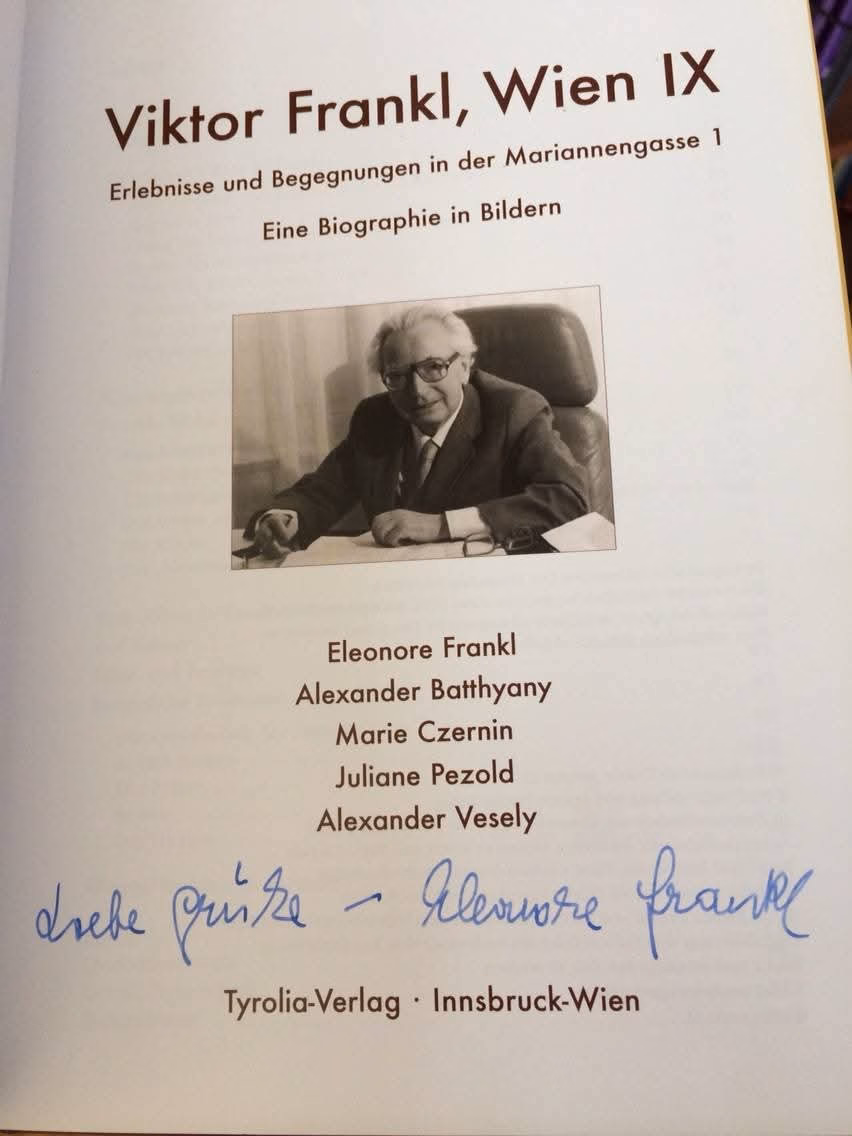 Viktor Frankl, Wien IX
Erlebnisse und Begegnungen in der Mariannengasse 1
Eine Biographie in Bildern
Eleonore Frankl
Alexander Batthyany
Marie Czernin
Juliane Pezold
Alexander Vesely
Liebe Grüße – Eleonore Frankl
Tyrolia-Verlag · Innsbruck-Wien